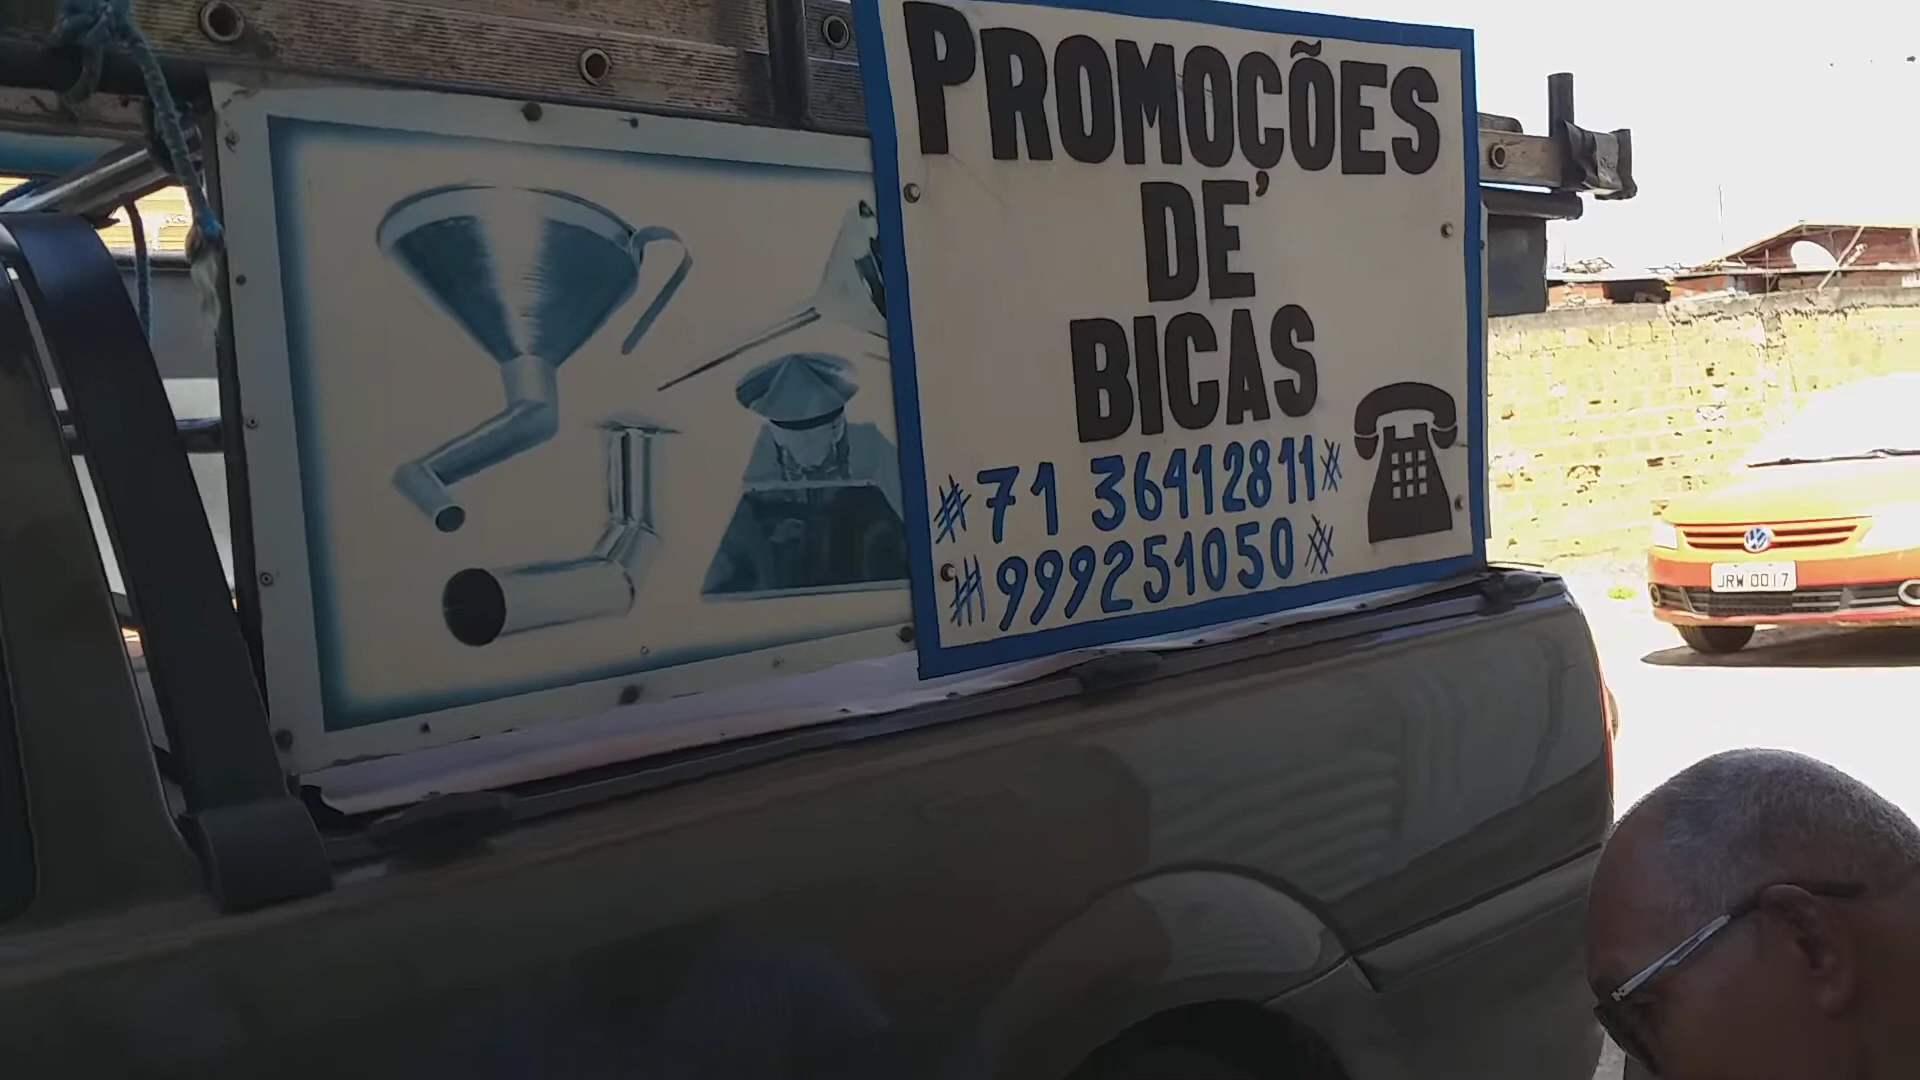 PROMOÇÕES
DE'
BICAS
#71 36412811#
#999251050#
JRW 0017